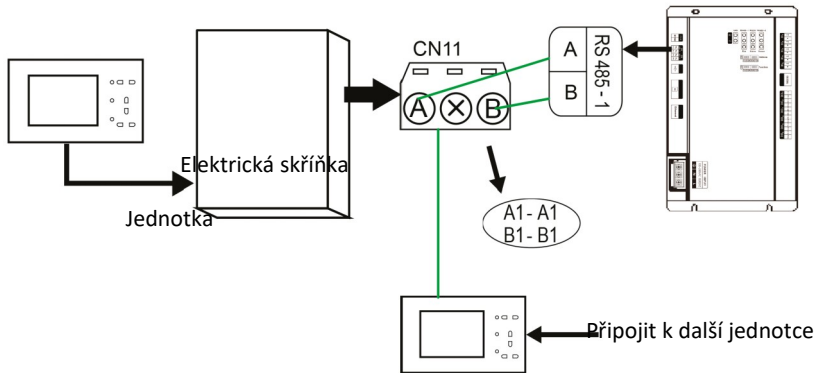 CN11
A
B
RS 485-1
A B
Elektrická skříňka
Jednotka
A1- A1
B1- B1
Připojit k další jednotce